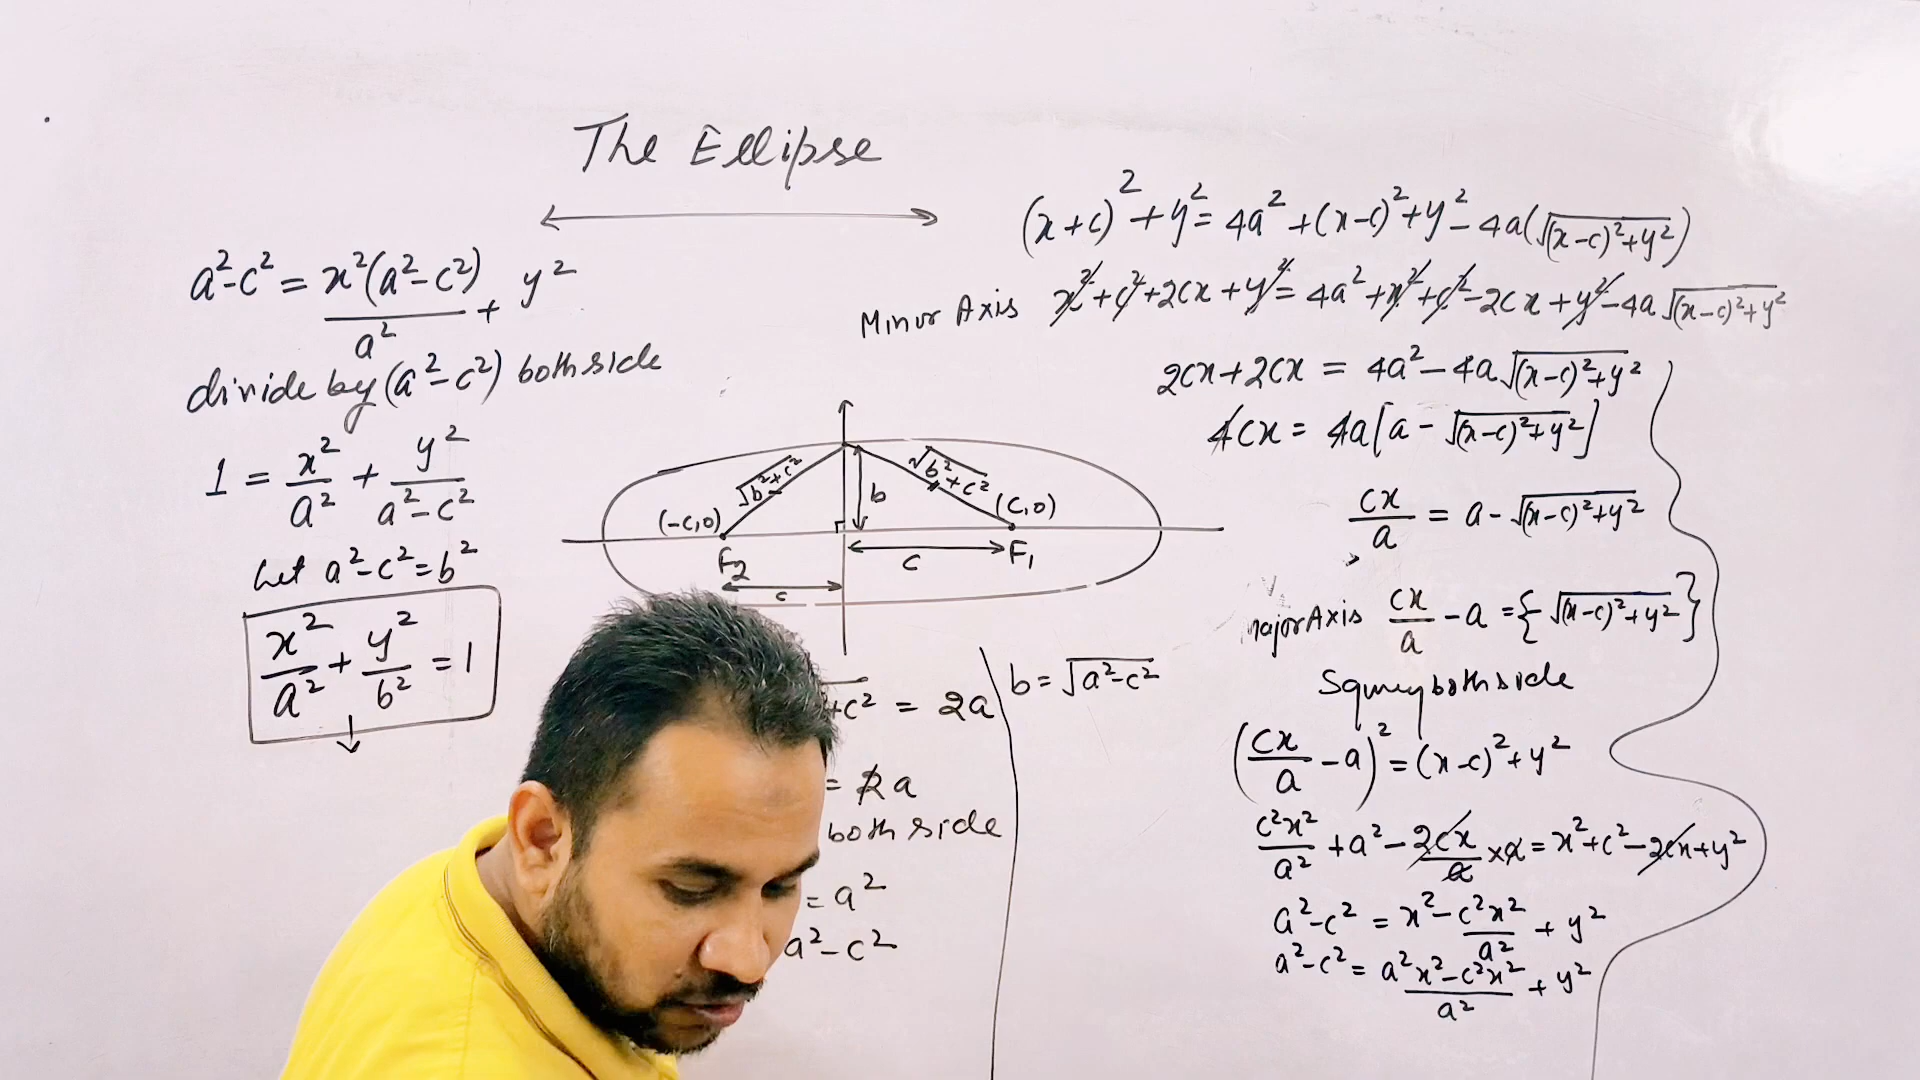 The Ellipse
a²-c² = x²(a²-c²)/a² + y²
divide by (a²-c²) both side
1 = x²/a² + y²/a²-c²
Let a²-c²=b²
x²/a² + y²/b² = 1
Minor Axis
√b²+c²
√b²+c²
b
(-c,0)
(C,0)
F2
F1
c
c
+c² = 2a
= 2a
both side
= a²
a²-c²
b = √a²-c²
(x+c)²+y² = 4a²+(x-c)²+y²-4a(√(x-c)²+y²)
x²+c²+2cx+y² = 4a²+x²+c²-2cx+y²-4a√(x-c)²+y²
2cx+2cx = 4a²-4a√(x-c)²+y²
4cx = 4a[a-√(x-c)²+y²]
cx/a = a-√(x-c)²+y²
major Axis
cx/a - a = {√(x-c)²+y²}
both side
(cx/a - a)² = (x-c)²+y²
c²x²/a² + a² - 2cx/a × a = x²+c²-2cx+y²
a²-c² = x²-c²x²/a² + y²
a²-c² = a²x²-c²x²/a² + y²